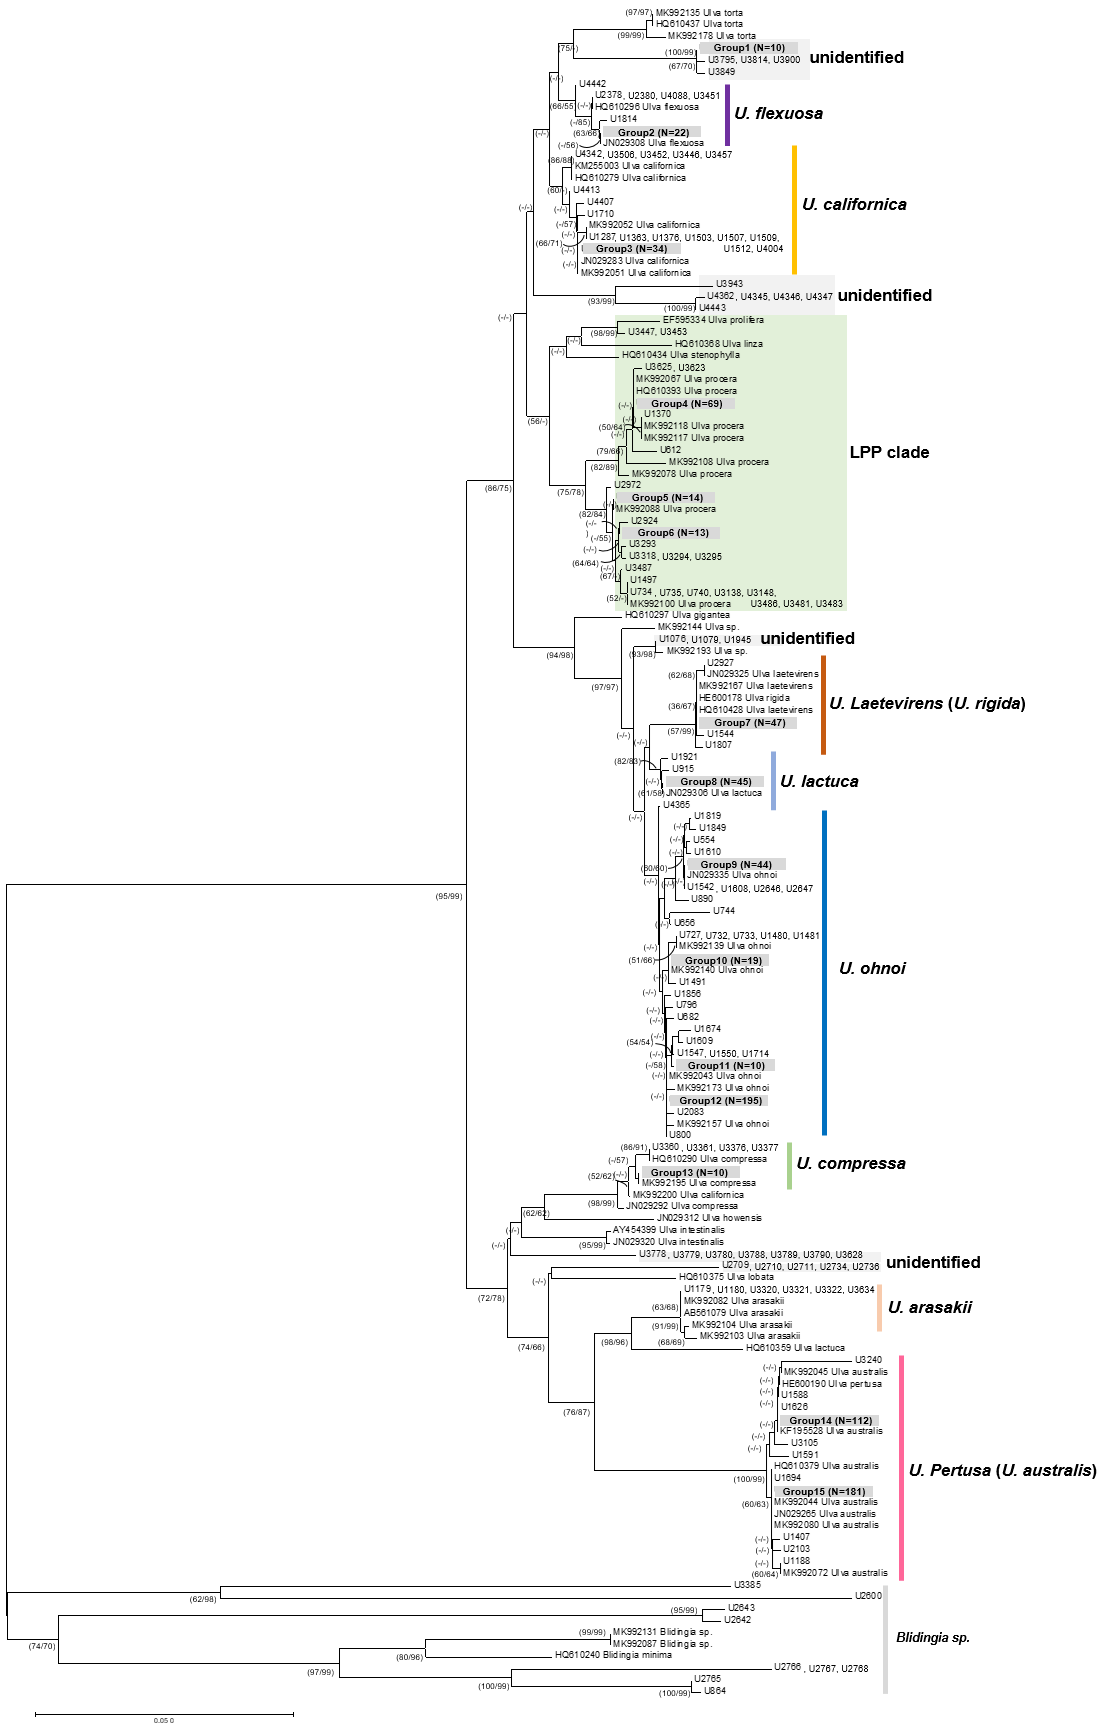 (97/97) MK992135 Ulva torta
HQ610437 Ulva torta
(99/99) MK992178 Ulva torta
(75/-)
Group1 (N=10)
(100/99) U3795, U3814, U3900
unidentified
(67/70) U3849
(-/-)
U4442
U2378, U2380, U4088, U3451
(66/55) (-/-) HQ610296 Ulva flexuosa
U. flexuosa
(-/85) U1814
(-/-) (63/66) Group2 (N=22)
(-/56) JN029308 Ulva flexuosa
U4342, U3506, U3452, U3446, U3457
(86/88) KM255003 Ulva californica
HQ610279 Ulva californica
(60/-) U4413
U4407
U. californica
(-/-) (-/-) U1710
(-/57) MK992052 Ulva californica
(-/-) U1287, U1363, U1376, U1503, U1507, U1509,
U1512, U4004
(66/71) (-/-) Group3 (N=34)
JN029283 Ulva californica
(-/-) MK992051 Ulva californica
U3943
U4362, U4345, U4346, U4347
unidentified
(93/99) (100/99) U4443
(-/-) EF595334 Ulva prolifera
(98/99) U3447, U3453
(-/-) HQ610368 Ulva linza
(-/-) HQ610434 Ulva stenophylla
U3625, U3623
MK992067 Ulva procera
HQ610393 Ulva procera
(-/-) Group4 (N=69)
(56/-) (-/-) U1370
(50/64) MK992118 Ulva procera
(-/-) MK992117 Ulva procera
(79/66) U612
LPP clade
MK992108 Ulva procera
(82/89) MK992078 Ulva procera
(86/75) (75/78) U2972
Group5 (N=14)
(-/-) MK992088 Ulva procera
(82/84) U2924
(-/-
) (-/55) Group6 (N=13)
(-/-) U3293
U3318, U3294, U3295
(64/64) (-/-) U3487
(67/-) U1497
U734, U735, U740, U3138, U3148,
(52/-) MK992100 Ulva procera U3486, U3481, U3483
HQ610297 Ulva gigantea
MK992144 Ulva sp.
U1076, U1079, U1945
unidentified
(94/98) (93/98) MK992193 Ulva sp.
U2927
(62/68) JN029325 Ulva laetevirens
(97/97) MK992167 Ulva laetevirens
HE600178 Ulva rigida
(36/67) HQ610428 Ulva laetevirens
U. Laetevirens (U. rigida)
Group7 (N=47)
(57/99) U1544
(-/-) (-/-) U1807
(82/83) U1921
U915
(-/-) Group8 (N=45)
U. lactuca
(61/58) JN029306 Ulva lactuca
U4365
(-/-) U1819
(-/-) U1849
(-/-) U554
(-/-) U1610
(60/60) Group9 (N=44)
JN029335 Ulva ohnoi
(-/-) (-/-) (-/-) U1542, U1608, U2646, U2647
U890
(95/99)
U744
(-/-) U656
U727, U732, U733, U1480, U1481
(-/-) MK992139 Ulva ohnoi
(51/66) Group10 (N=19)
U. ohnoi
(-/-) MK992140 Ulva ohnoi
U1491
(-/-) U1856
(-/-) U796
(-/-) U682
(-/-) U1674
(54/54) U1609
(-/-) U1547, U1550, U1714
(-/58) Group11 (N=10)
(-/-) MK992043 Ulva ohnoi
MK992173 Ulva ohnoi
(-/-) Group12 (N=195)
U2083
MK992157 Ulva ohnoi
U800
(86/91) U3360, U3361, U3376, U3377
(-/57) HQ610290 Ulva compressa
U. compressa
(52/62) (-/-) Group13 (N=10)
MK992195 Ulva compressa
MK992200 Ulva californica
(98/99) JN029292 Ulva compressa
(62/62) JN029312 Ulva howensis
(-/-) AY454399 Ulva intestinalis
(-/-) (95/99) JN029320 Ulva intestinalis
U3778, U3779, U3780, U3788, U3789, U3790, U3628
unidentified
U2709, U2710, U2711, U2734, U2736
(-/-) HQ610375 Ulva lobata
(72/78) U1179, U1180, U3320, U3321, U3322, U3634
MK992082 Ulva arasakii
(63/68) AB561079 Ulva arasakii
U. arasakii
(91/99) MK992104 Ulva arasakii
MK992103 Ulva arasakii
(74/66) (98/96) (68/69) HQ610359 Ulva lactuca
U3240
(-/-) MK992045 Ulva australis
(-/-) HE600190 Ulva pertusa
(-/-) U1588
(-/-) U1626
(76/87) Group14 (N=112)
(-/-) KF195528 Ulva australis
(-/-) U3105
(-/-) U1591
HQ610379 Ulva australis
U. Pertusa (U. australis)
(100/99) U1694
Group15 (N=181)
(60/63) MK992044 Ulva australis
JN029265 Ulva australis
MK992080 Ulva australis
(-/-) U1407
(-/-) U2103
(-/-) U1188
(60/64) MK992072 Ulva australis
U3385
(62/98) U2600
(95/99) U2643
U2642
(99/99) MK992131 Blidingia sp.
Blidingia sp.
(74/70) MK992087 Blidingia sp.
(80/96) HQ610240 Blidingia minima
(97/99) U2766, U2767, U2768
U2765
(100/99) (100/99) U864
0.050